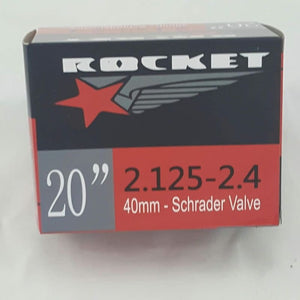 ROCKET
20”
2.125-2.4
40mm - Schrader Valve